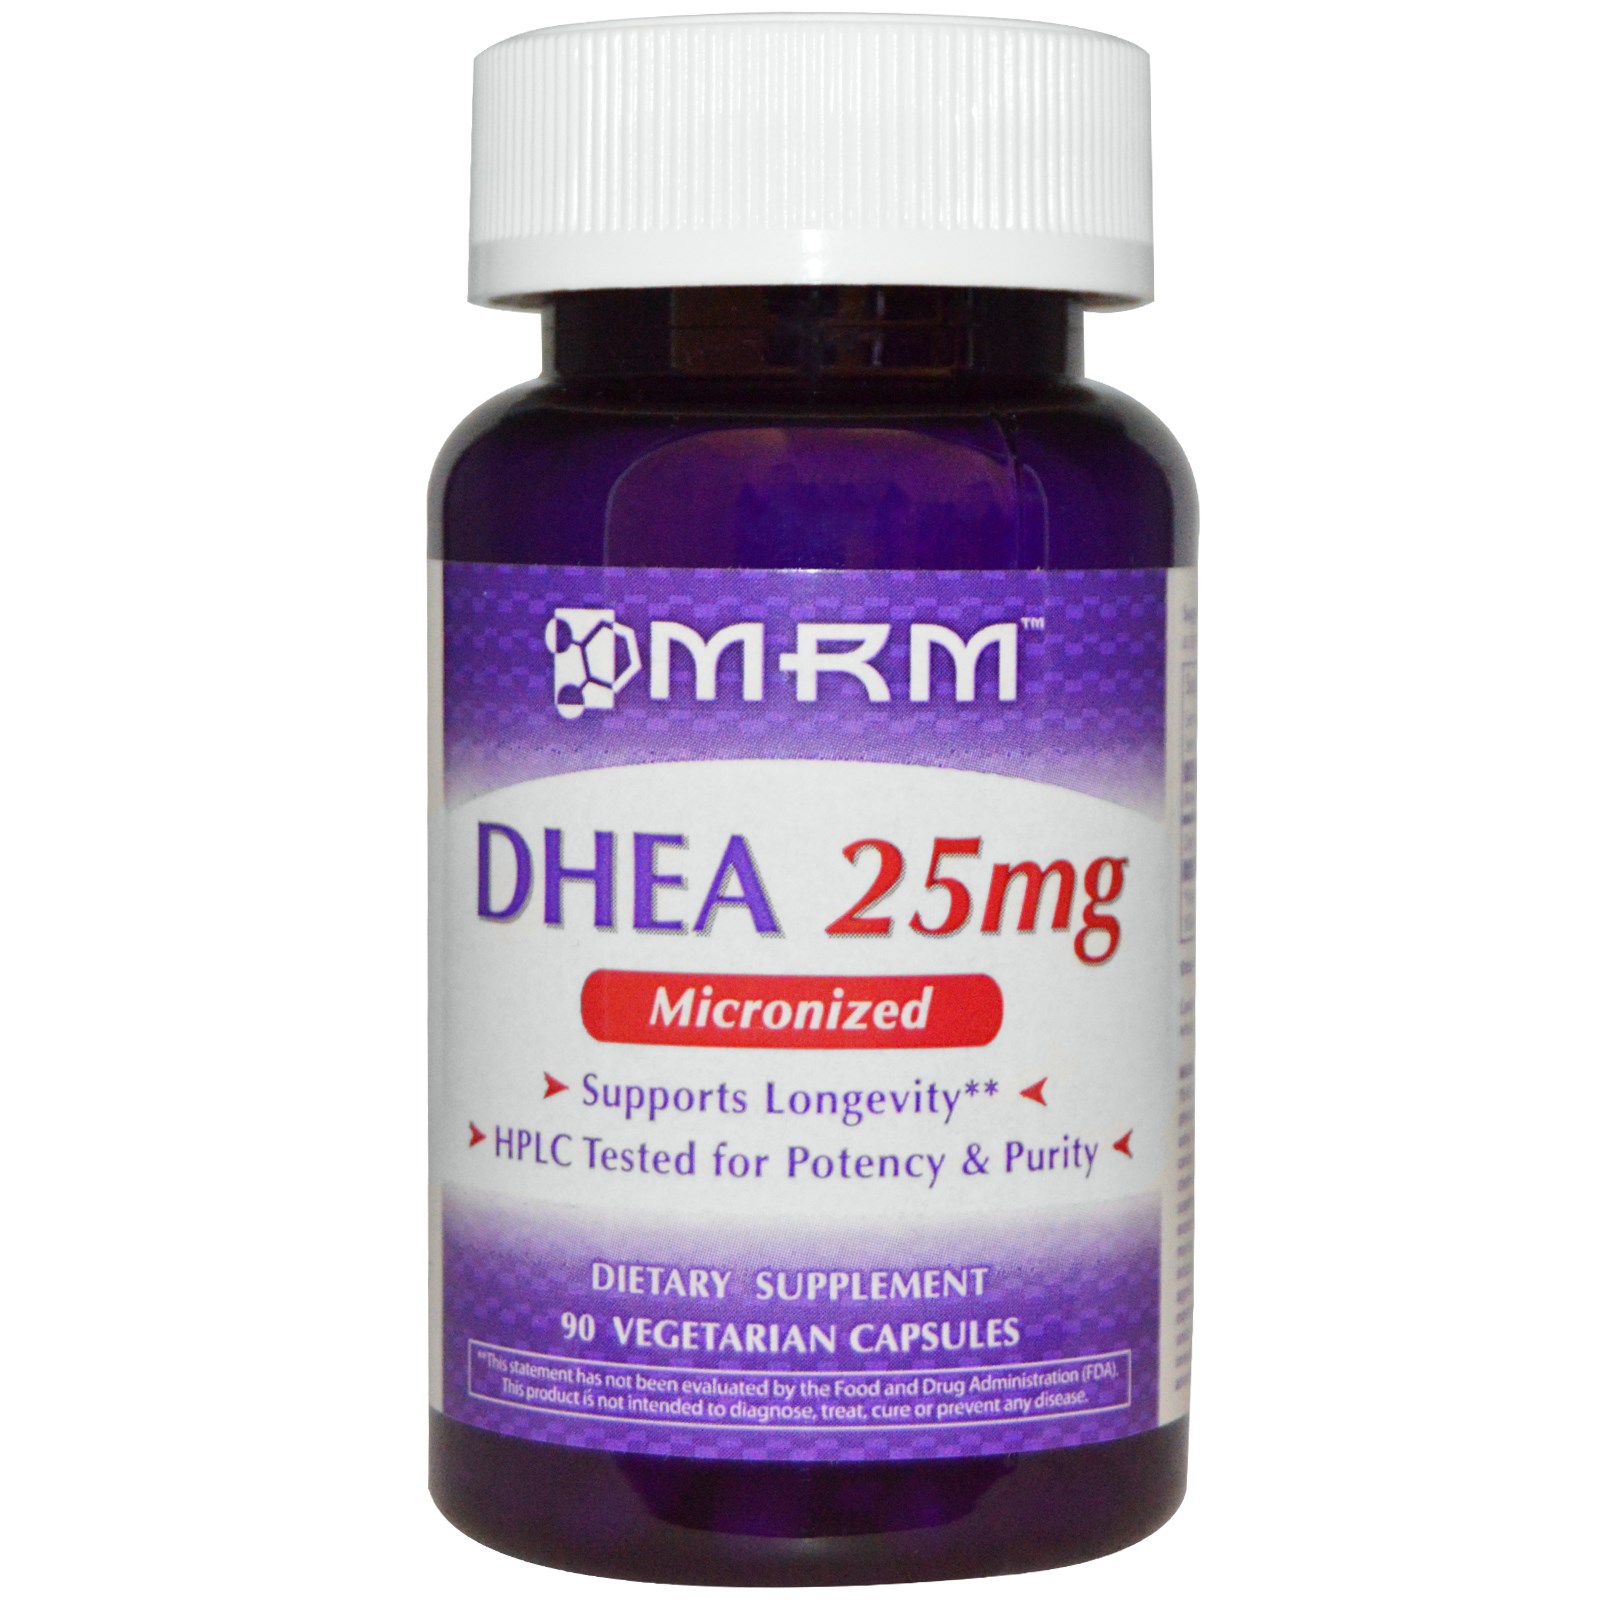 MRM™
DHEA 25mg
Micronized
Supports Longevity**
HPLC Tested for Potency & Purity
DIETARY SUPPLEMENT
90 VEGETARIAN CAPSULES
**This statement has not been evaluated by the Food and Drug Administration (FDA).
This product is not intended to diagnose, treat, cure or prevent any disease.